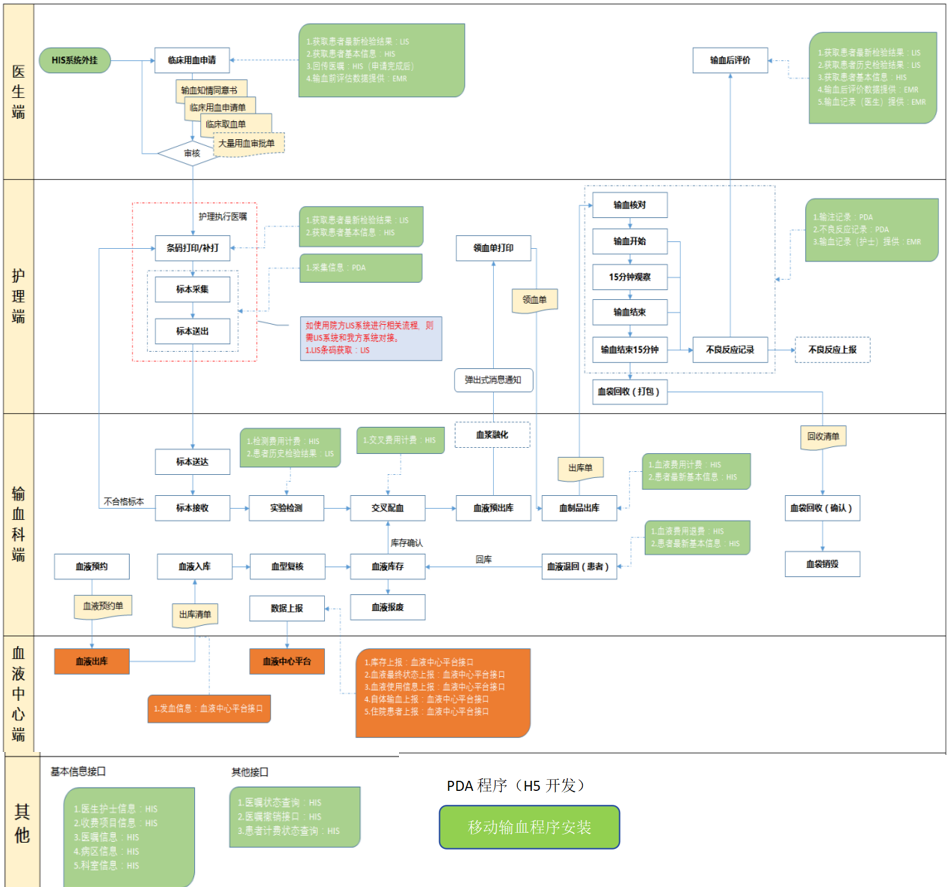 医生端
HIS系统外挂
临床用血申请
1.获取患者最新检验结果：LIS
2.获取患者基本信息：HIS
3.回传医嘱：HIS（申请完成后）
4.输血前评估数据提供：EMR
输血知情同意书
临床用血申请单
临床取血单
大量用血审批单
审核
输血后评价
1.获取患者最新检验结果：LIS
2.获取患者历史检验结果：LIS
3.获取患者基本信息：HIS
4.输血后评价数据提供：EMR
5.输血记录（医生）提供：EMR
护理端
护理执行医嘱
条码打印/补打
标本采集
标本送出
1.获取患者最新检验结果：LIS
2.获取患者基本信息：HIS
1.采集信息：PDA
如使用院方LIS系统进行相关流程，则
需LIS系统和我方系统对接。
1.LIS条码获取：LIS
领血单打印
领血单
弹出式消息通知
输血核对
输血开始
15分钟观察
输血结束
输血结束15分钟
不良反应记录
不良反应上报
血袋回收（打包）
1.输注记录：PDA
2.不良反应记录：PDA
3.输血记录（护士）提供：EMR
输血科端
标本送达
不合格标本
标本接收
1.检测费用计费：HIS
2.患者历史检验结果：LIS
实验检测
1.交叉费用计费：HIS
交叉配血
血浆融化
血液预出库
出库单
血制品出库
1.血液费用计费：HIS
2.患者最新基本信息：HIS
回收清单
血袋回收（确认）
血袋销毁
库存确认
血液预约
血液预约单
血液入库
出库清单
血型复核
血液库存
回库
血液退回（患者）
1.血液费用退费：HIS
2.患者最新基本信息：HIS
数据上报
血液报废
血液中心端
血液出库
血液中心平台
1.发血信息：血液中心平台接口
1.库存上报：血液中心平台接口
2.血液最终状态上报：血液中心平台接口
3.血液使用信息上报：血液中心平台接口
4.自体输血上报：血液中心平台接口
5.住院患者上报：血液中心平台接口
其他
基本信息接口
1.医生护士信息：HIS
2.收费项目信息：HIS
3.医嘱信息：HIS
4.病区信息：HIS
5.科室信息：HIS
其他接口
1.医嘱状态查询：HIS
2.医嘱撤销接口：HIS
3.患者计费状态查询：HIS
PDA 程序（H5 开发）
移动输血程序安装